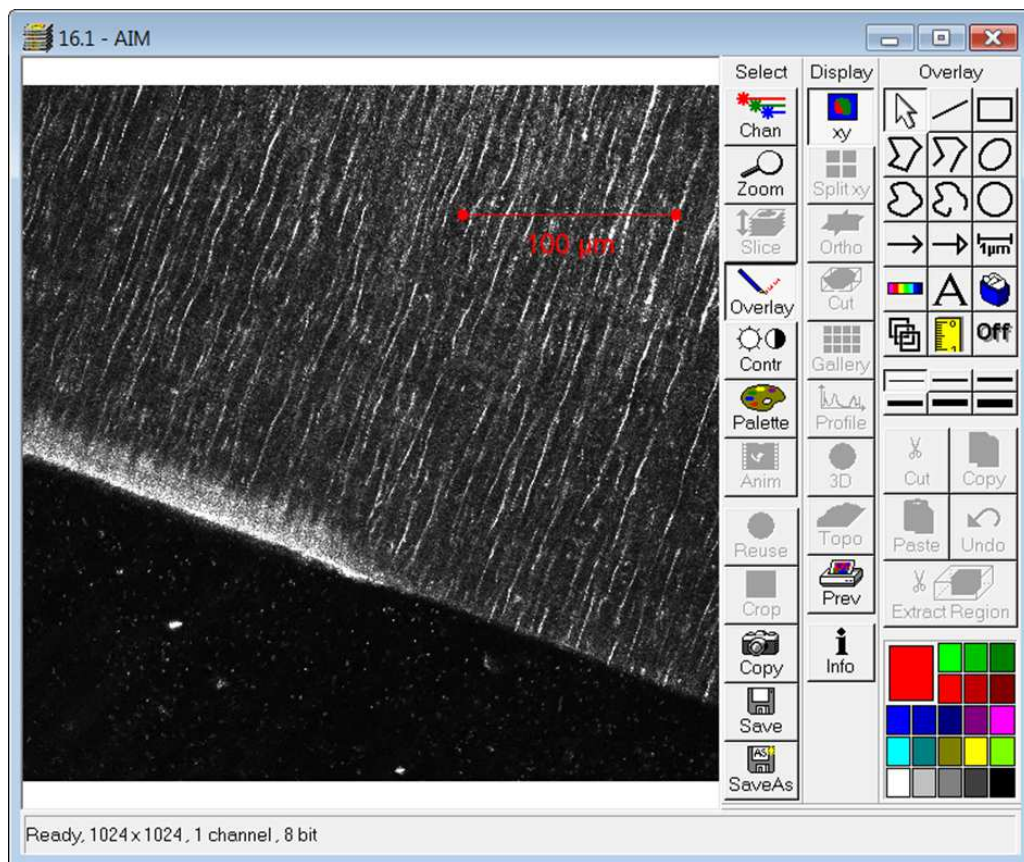 16.1 - AIM
Select
Display
Overlay
Chan
xy
Zoom
Split xy
Slice
Ortho
1µm
100 µm
Overlay
Cut
A
Contr
Gallery
Off
Palette
Profile
Anim
3D
Cut
Copy
Reuse
Topo
Paste
Undo
Crop
Prev
Extract Region
Copy
Info
Save
AS
SaveAs
Ready, 1024 x 1024, 1 channel, 8 bit